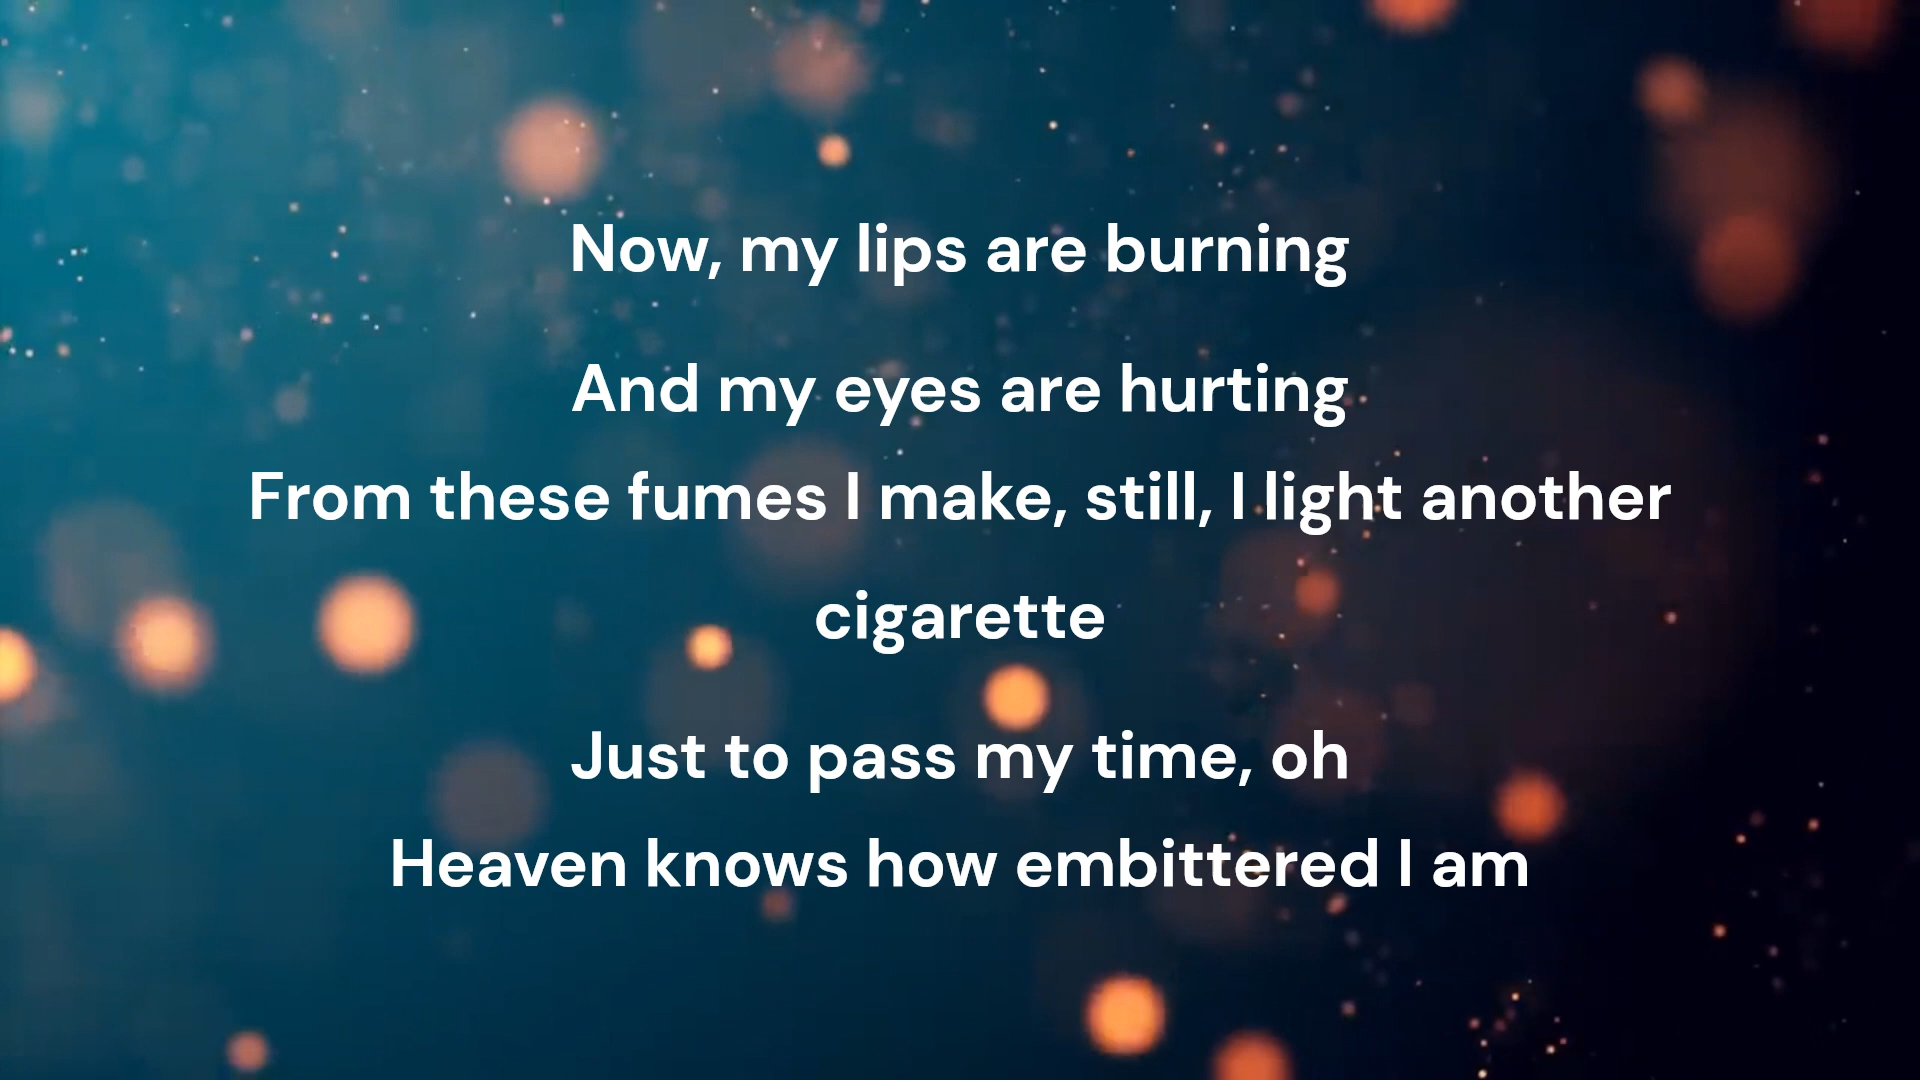 Now, my lips are burning
And my eyes are hurting
From these fumes I make, still, I light another
cigarette
Just to pass my time, oh
Heaven knows how embittered I am